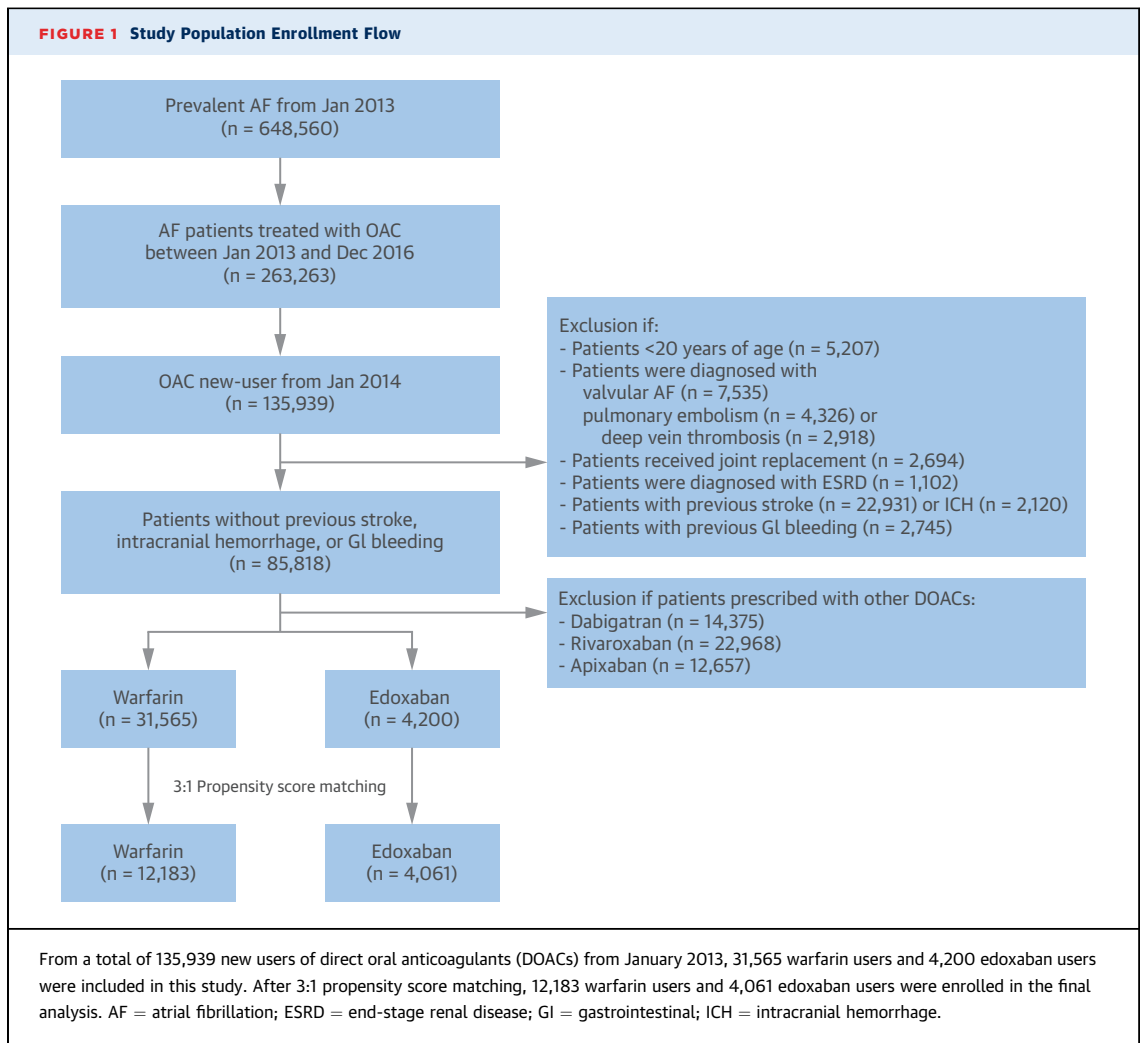 FIGURE 1 Study Population Enrollment Flow
Prevalent AF from Jan 2013
(n = 648,560)
AF patients treated with OAC
between Jan 2013 and Dec 2016
(n = 263,263)
OAC new-user from Jan 2014
(n = 135,939)
Exclusion if:
- Patients <20 years of age (n = 5,207)
- Patients were diagnosed with
valvular AF (n = 7,535)
pulmonary embolism (n = 4,326) or
deep vein thrombosis (n = 2,918)
- Patients received joint replacement (n = 2,694)
- Patients were diagnosed with ESRD (n = 1,102)
- Patients with previous stroke (n = 22,931) or ICH (n = 2,120)
- Patients with previous GI bleeding (n = 2,745)
Patients without previous stroke,
intracranial hemorrhage, or GI bleeding
(n = 85,818)
Exclusion if patients prescribed with other DOACs:
- Dabigatran (n = 14,375)
- Rivaroxaban (n = 22,968)
- Apixaban (n = 12,657)
Warfarin
(n = 31,565)
Edoxaban
(n = 4,200)
3:1 Propensity score matching
Warfarin
(n = 12,183)
Edoxaban
(n = 4,061)
From a total of 135,939 new users of direct oral anticoagulants (DOACs) from January 2013, 31,565 warfarin users and 4,200 edoxaban users
were included in this study. After 3:1 propensity score matching, 12,183 warfarin users and 4,061 edoxaban users were enrolled in the final
analysis. AF = atrial fibrillation; ESRD = end-stage renal disease; GI = gastrointestinal; ICH = intracranial hemorrhage.